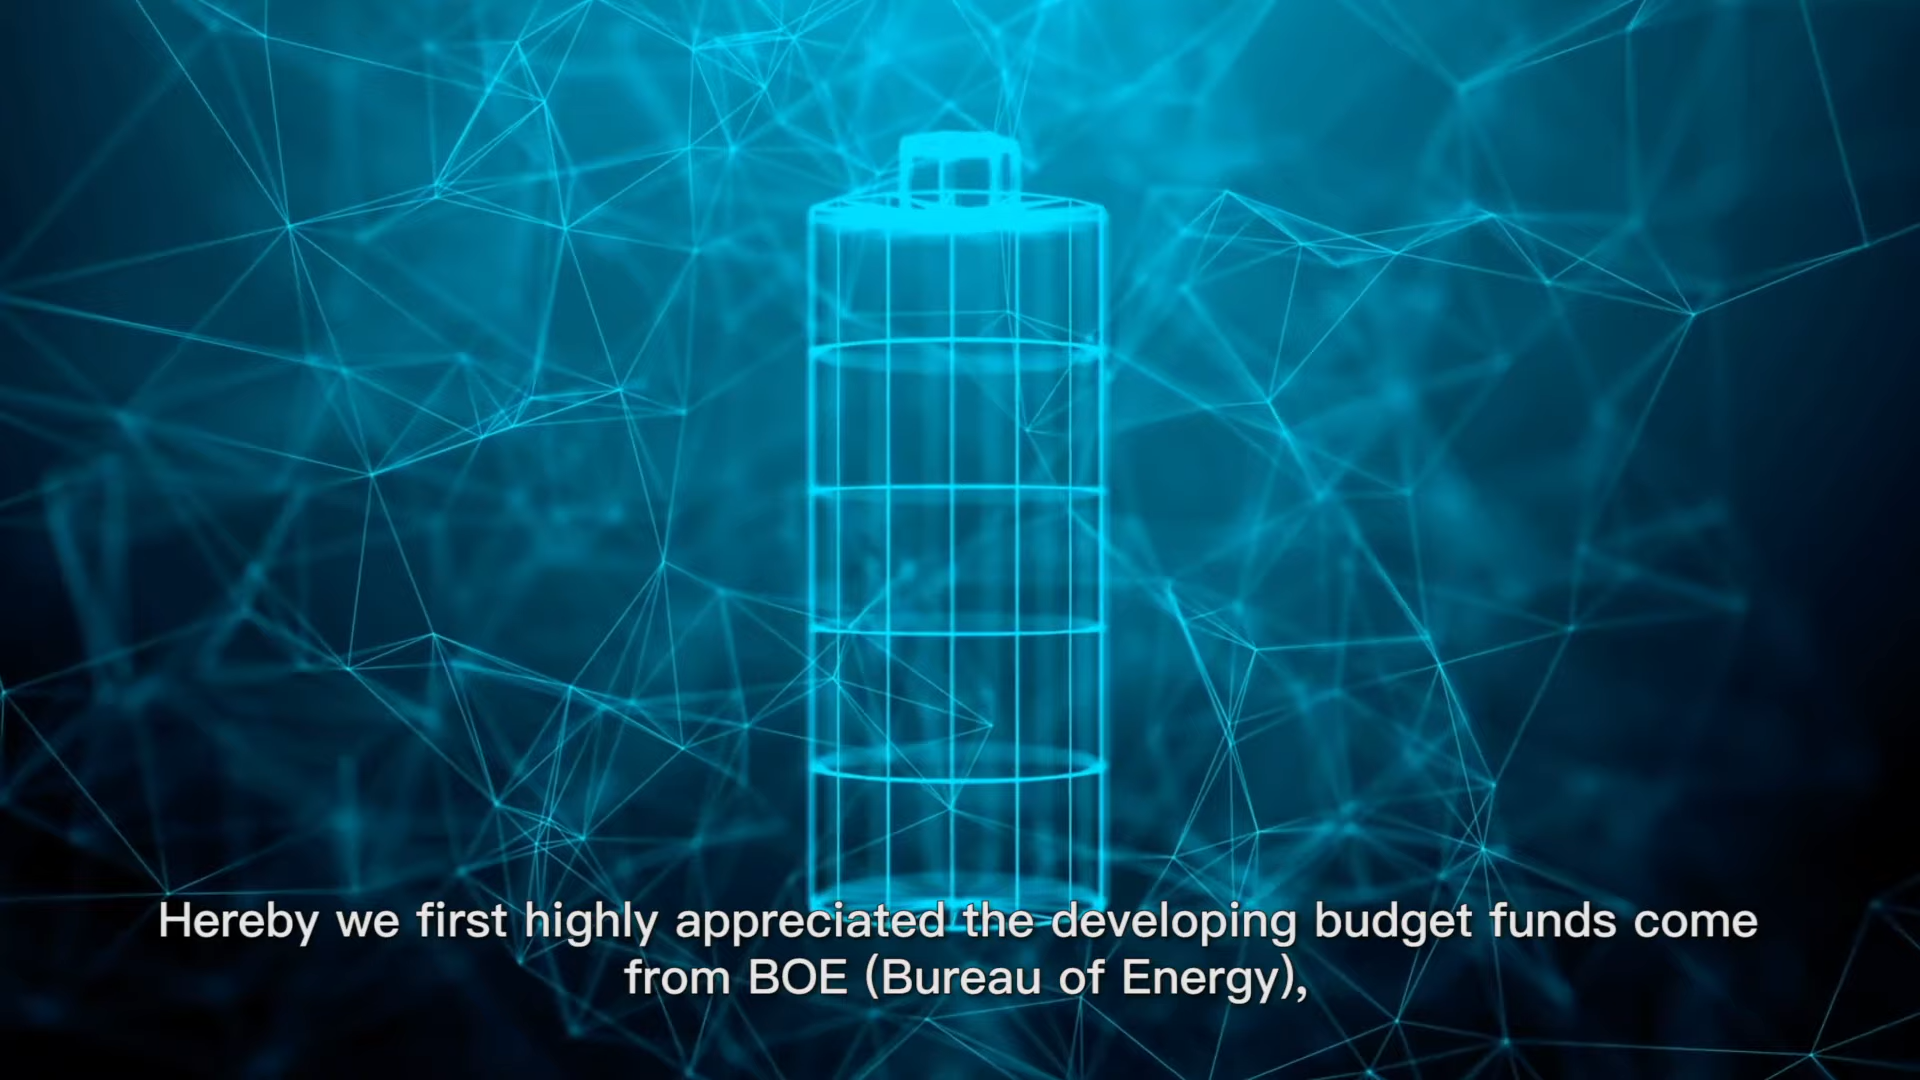 Hereby we first highly appreciated the developing budget funds come
from BOE (Bureau of Energy),